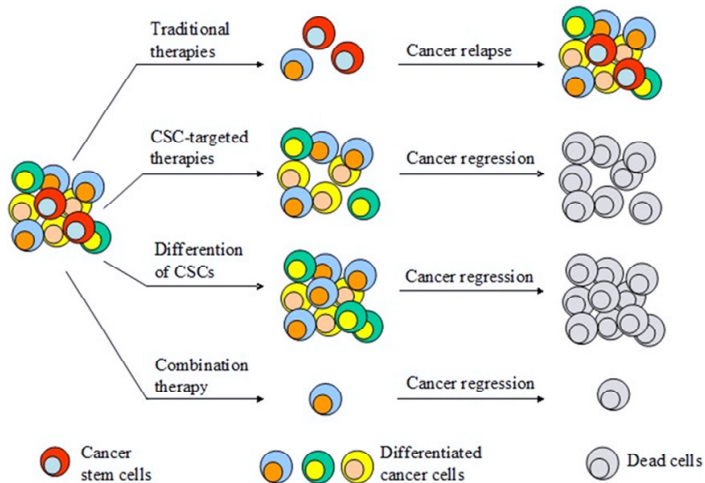 Traditional
therapies
Cancer relapse
CSC-targeted
therapies
Cancer regression
Differention
of CSCs
Cancer regression
Combination
therapy
Cancer regression
Cancer
stem cells
Differentiated
cancer cells
Dead cells